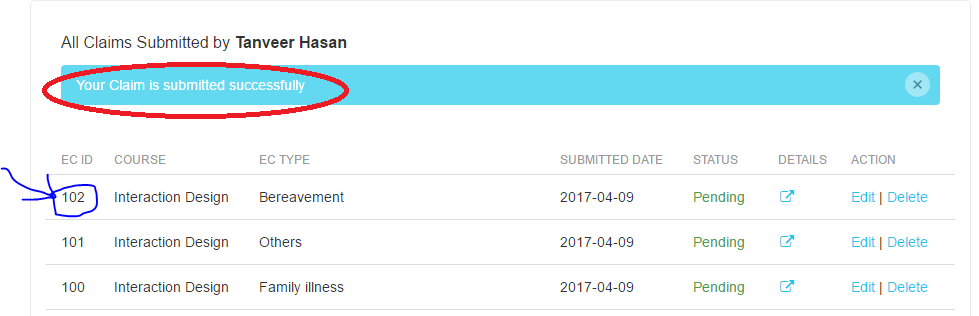 All Claims Submitted by Tanveer Hasan
Your Claim is submitted successfully ×
EC ID COURSE EC TYPE SUBMITTED DATE STATUS DETAILS ACTION
102 Interaction Design Bereavement 2017-04-09 Pending Edit | Delete
101 Interaction Design Others 2017-04-09 Pending Edit | Delete
100 Interaction Design Family illness 2017-04-09 Pending Edit | Delete